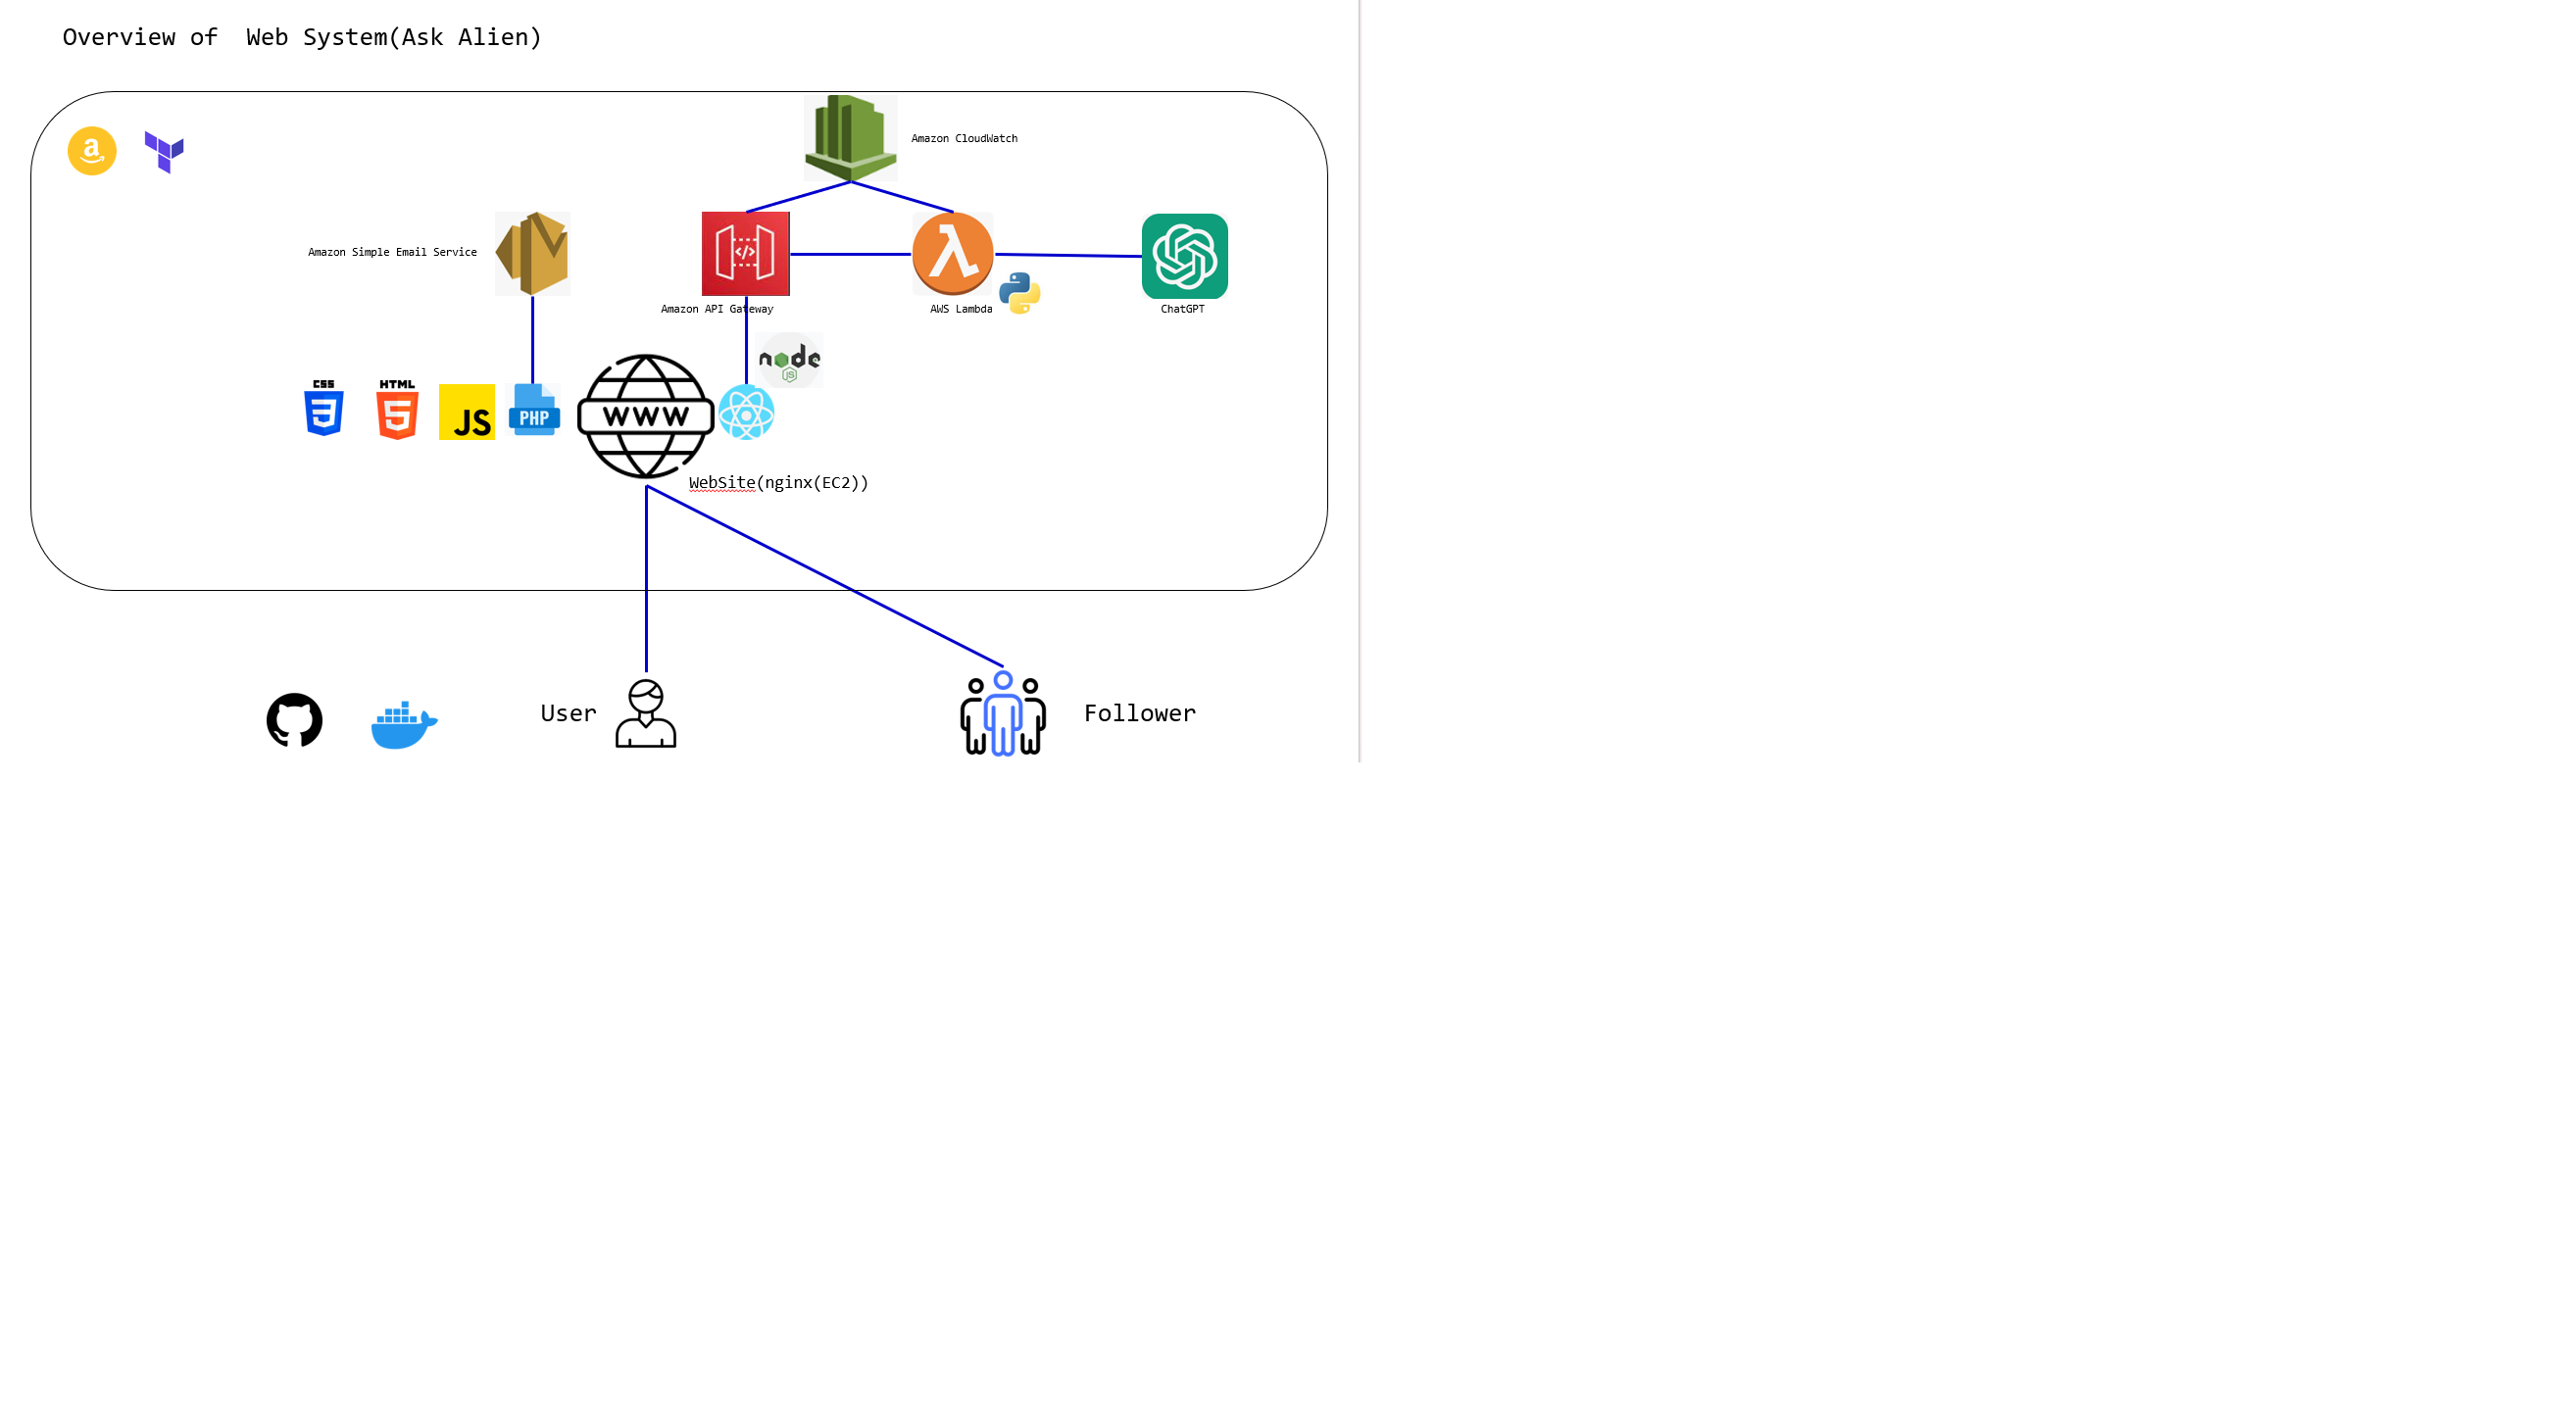 Overview of  Web System(Ask Alien)
Amazon CloudWatch
a
Amazon Simple Email Service
</>
Amazon API Gateway
AWS Lambda
ChatGPT
node
JS
CSS
3
HTML
5
JS
PHP
WWW
WebSite(nginx(EC2))
User
Follower